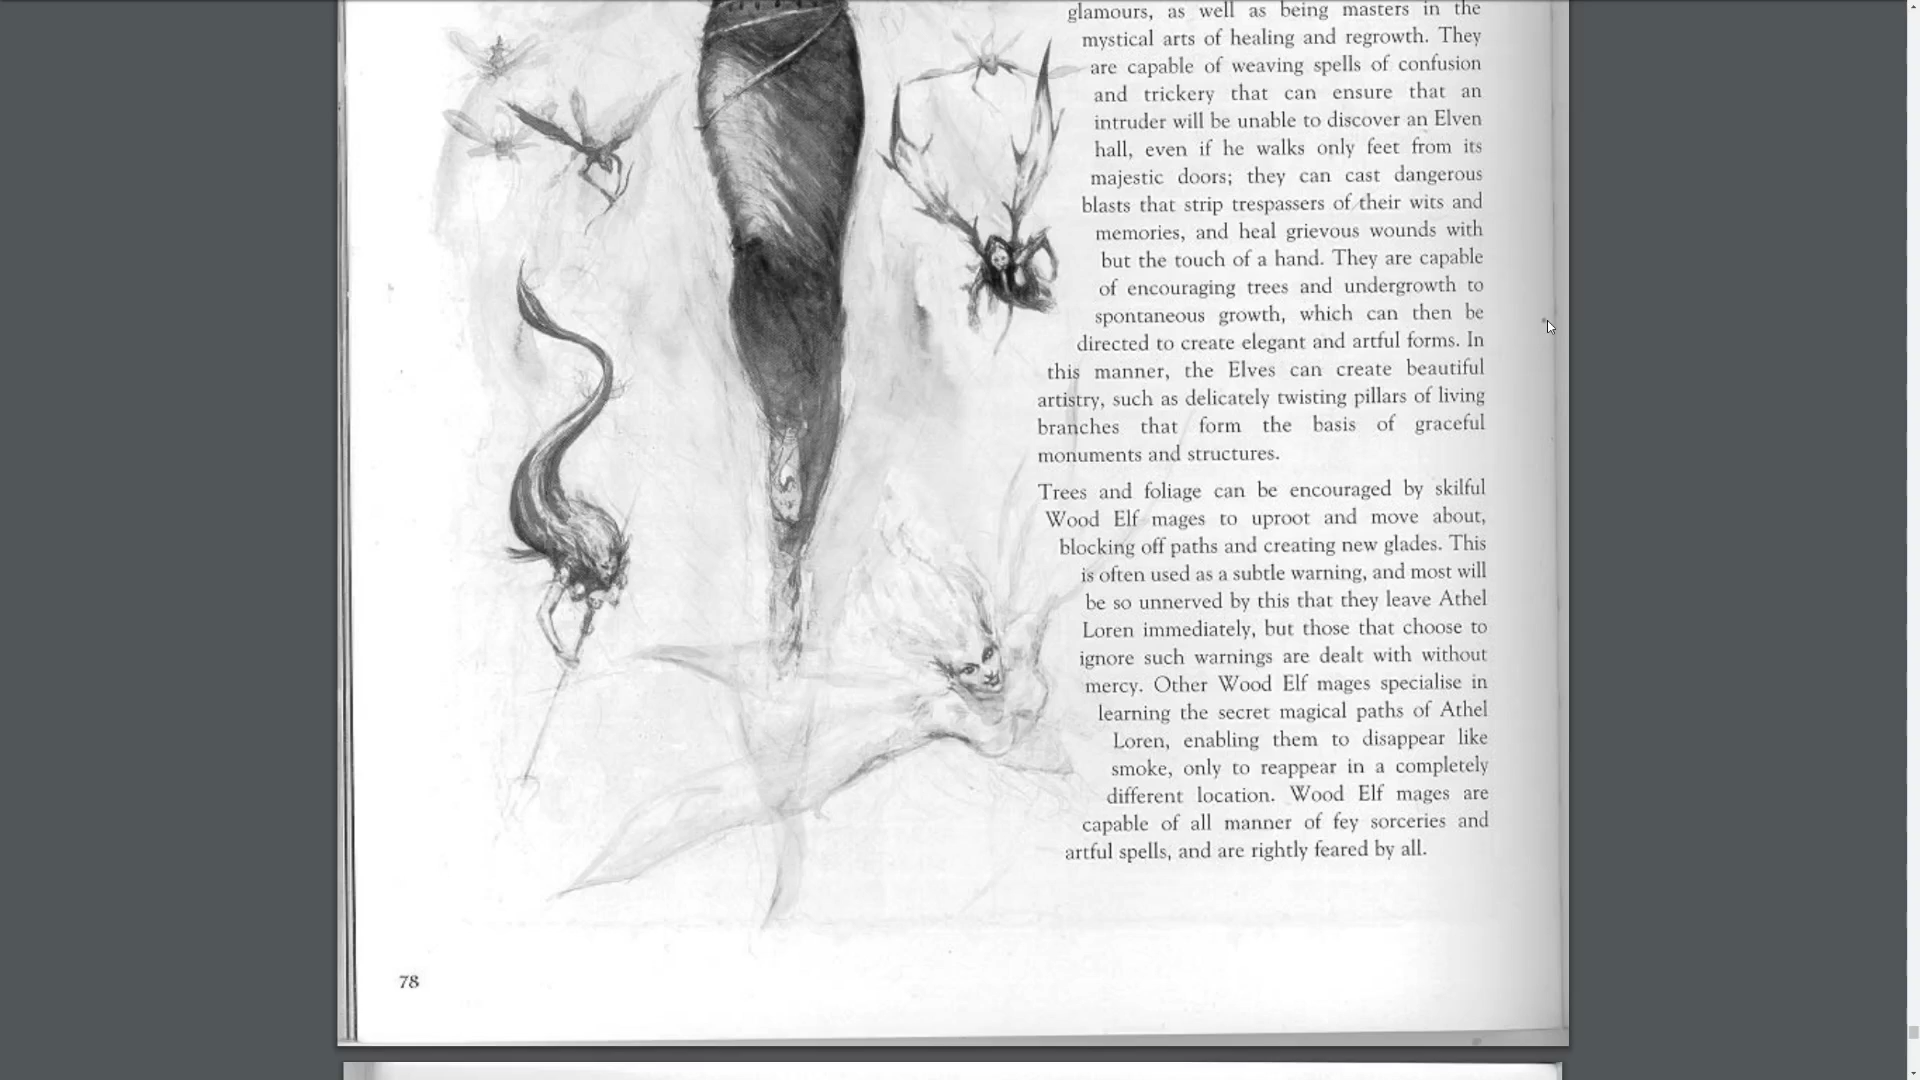 glamours, as well as being masters in the
mystical arts of healing and regrowth. They
are capable of weaving spells of confusion
and trickery that can ensure that an
intruder will be unable to discover an Elven
hall, even if he walks only feet from its
majestic doors; they can cast dangerous
blasts that strip trespassers of their wits and
memories, and heal grievous wounds with
but the touch of a hand. They are capable
of encouraging trees and undergrowth to
spontaneous growth, which can then be
directed to create elegant and artful forms. In
this manner, the Elves can create beautiful
artistry, such as delicately twisting pillars of living
branches that form the basis of graceful
monuments and structures.
Trees and foliage can be encouraged by skilful
Wood Elf mages to uproot and move about,
blocking off paths and creating new glades. This
is often used as a subtle warning, and most will
be so unnerved by this that they leave Athel
Loren immediately, but those that choose to
ignore such warnings are dealt with without
mercy. Other Wood Elf mages specialise in
learning the secret magical paths of Athel
Loren, enabling them to disappear like
smoke, only to reappear in a completely
different location. Wood Elf mages are
capable of all manner of fey sorceries and
artful spells, and are rightly feared by all.
78